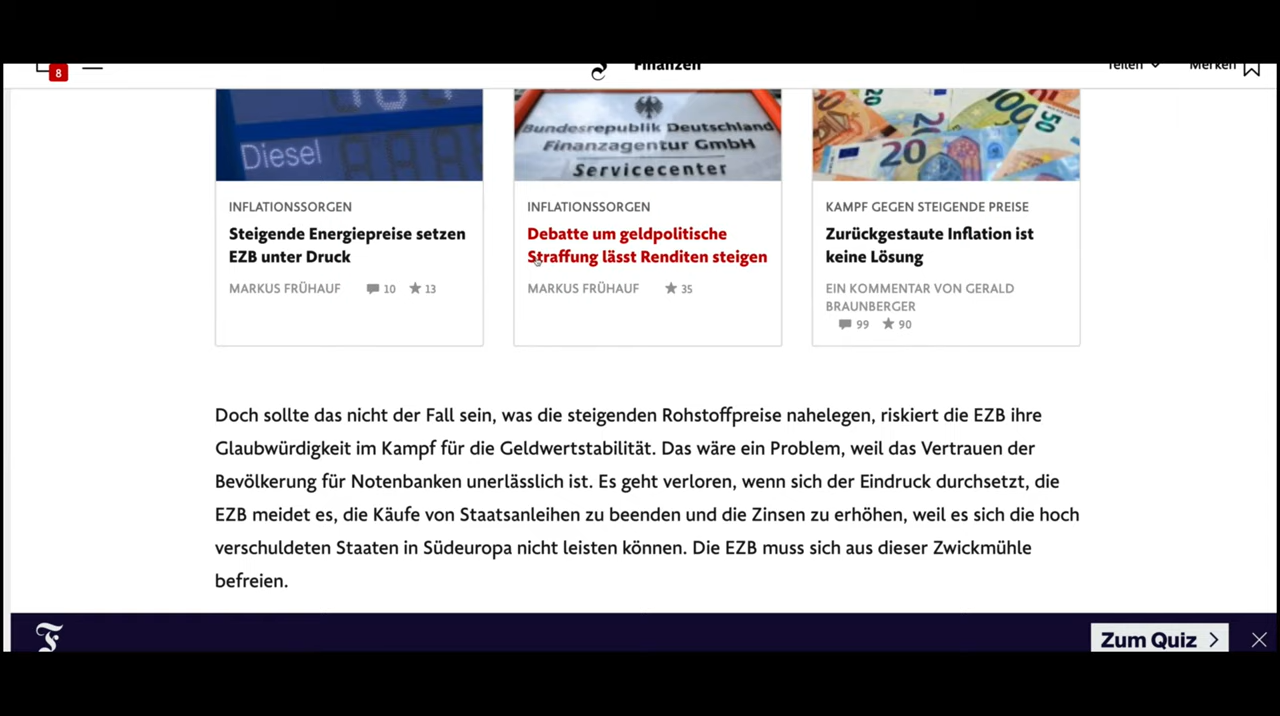 8
Finanzen
Teilen
Merken
Diesel
Bundesrepublik Deutschland
Finanzagentur GmbH
Servicecenter
20
20
100
50
INFLATIONSSORGEN
Steigende Energiepreise setzen
EZB unter Druck
MARKUS FRÜHAUF 10 13
INFLATIONSSORGEN
Debatte um geldpolitische
Straffung lässt Renditen steigen
MARKUS FRÜHAUF 35
KAMPF GEGEN STEIGENDE PREISE
Zurückgestaute Inflation ist
keine Lösung
EIN KOMMENTAR VON GERALD
BRAUNBERGER
99 90
Doch sollte das nicht der Fall sein, was die steigenden Rohstoffpreise nahelegen, riskiert die EZB ihre
Glaubwürdigkeit im Kampf für die Geldwertstabilität. Das wäre ein Problem, weil das Vertrauen der
Bevölkerung für Notenbanken unerlässlich ist. Es geht verloren, wenn sich der Eindruck durchsetzt, die
EZB meidet es, die Käufe von Staatsanleihen zu beenden und die Zinsen zu erhöhen, weil es sich die hoch
verschuldeten Staaten in Südeuropa nicht leisten können. Die EZB muss sich aus dieser Zwickmühle
befreien.
F
Zum Quiz